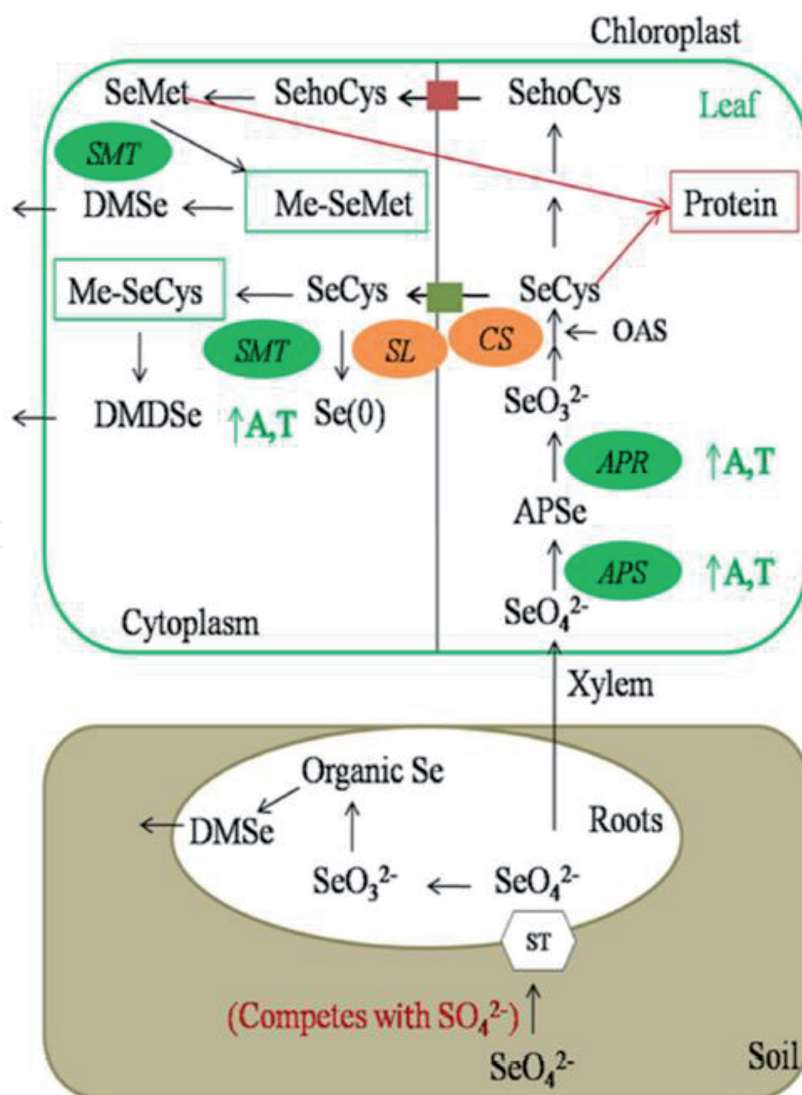 Chloroplast
SeMet SehoCys SehoCys Leaf
SMT
DMSe Me-SeMet Protein
Me-SeCys SeCys SeCys
SMT SL CS OAS
SeO₃²⁻
DMDSe ↑A,T Se(0)
APR ↑A,T
APSe
APS ↑A,T
SeO₄²⁻
Cytoplasm
Xylem
Organic Se
DMSe Roots
SeO₃²⁻ SeO₄²⁻
ST
(Competes with SO₄²⁻)
SeO₄²⁻ Soil